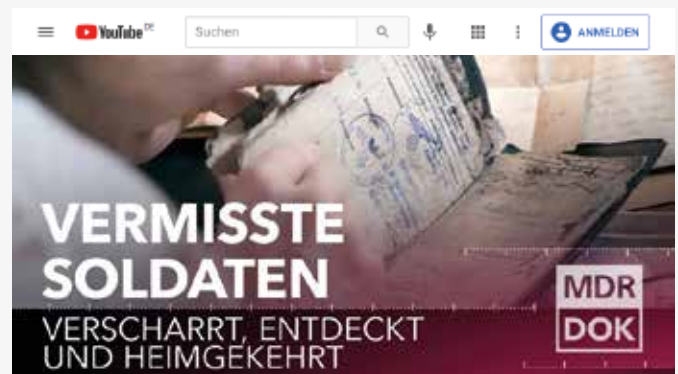 YouTube DE Suchen ANMELDEN
VERMISSTE
SOLDATEN
VERSCHARRT, ENTDECKT
UND HEIMGEKEHRT
MDR
DOK